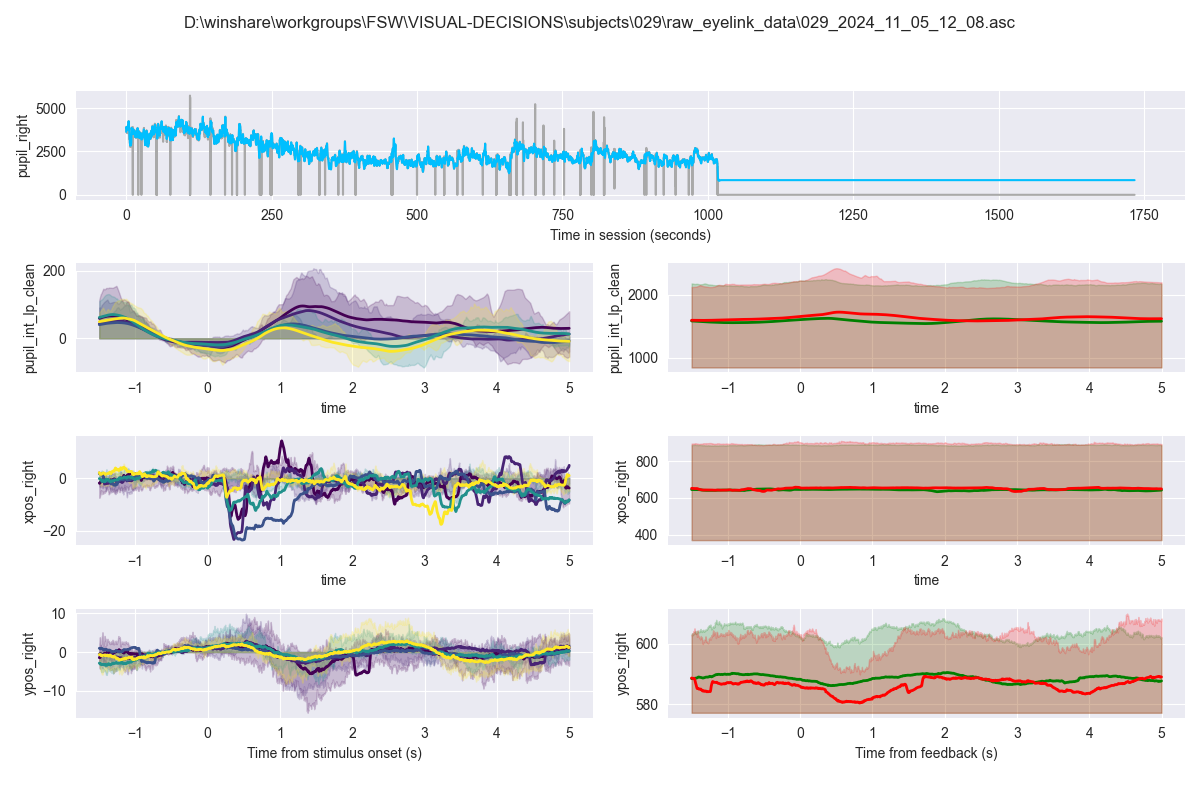 D:\winshare\workgroups\FSW\VISUAL-DECISIONS\subjects\029\raw_eyelink_data\029_2024_11_05_12_08.asc
pupil_right
5000
2500
0
0 250 500 750 1000 1250 1500 1750
Time in session (seconds)
pupil_int_lp_clean
200
0
−1 0 1 2 3 4 5
time
pupil_int_lp_clean
2000
1000
−1 0 1 2 3 4 5
time
xpos_right
0
−20
−1 0 1 2 3 4 5
time
xpos_right
800
600
400
−1 0 1 2 3 4 5
time
ypos_right
10
0
−10
−1 0 1 2 3 4 5
Time from stimulus onset (s)
ypos_right
600
580
−1 0 1 2 3 4 5
Time from feedback (s)